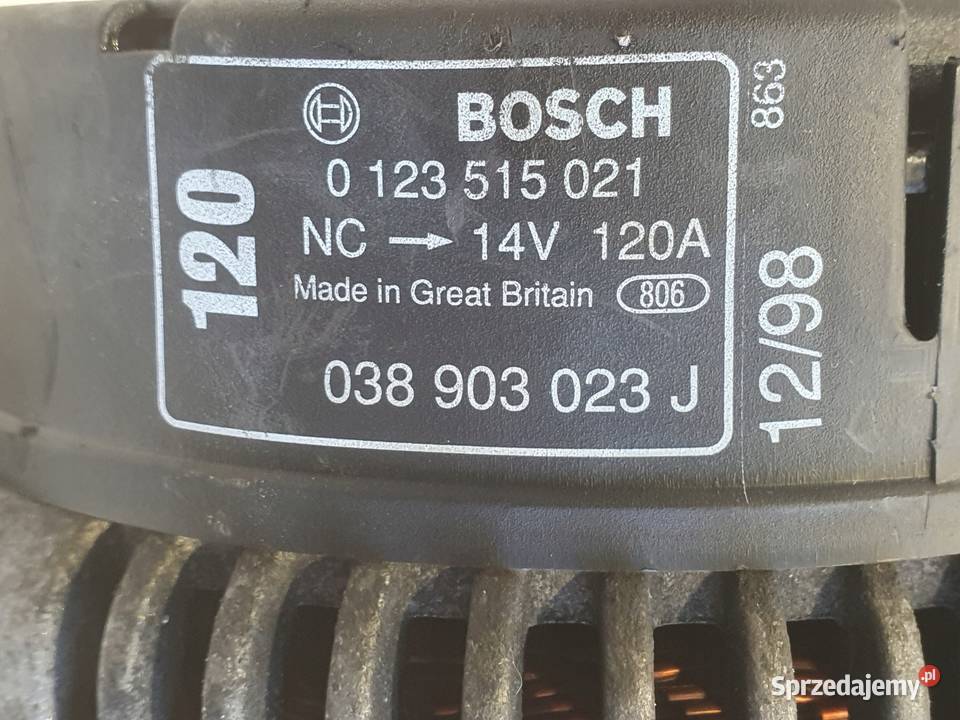 BOSCH
0 123 515 021
NC → 14V 120A
Made in Great Britain 806
038 903 023 J
120
863
12/98
Sprzedajemy.pl